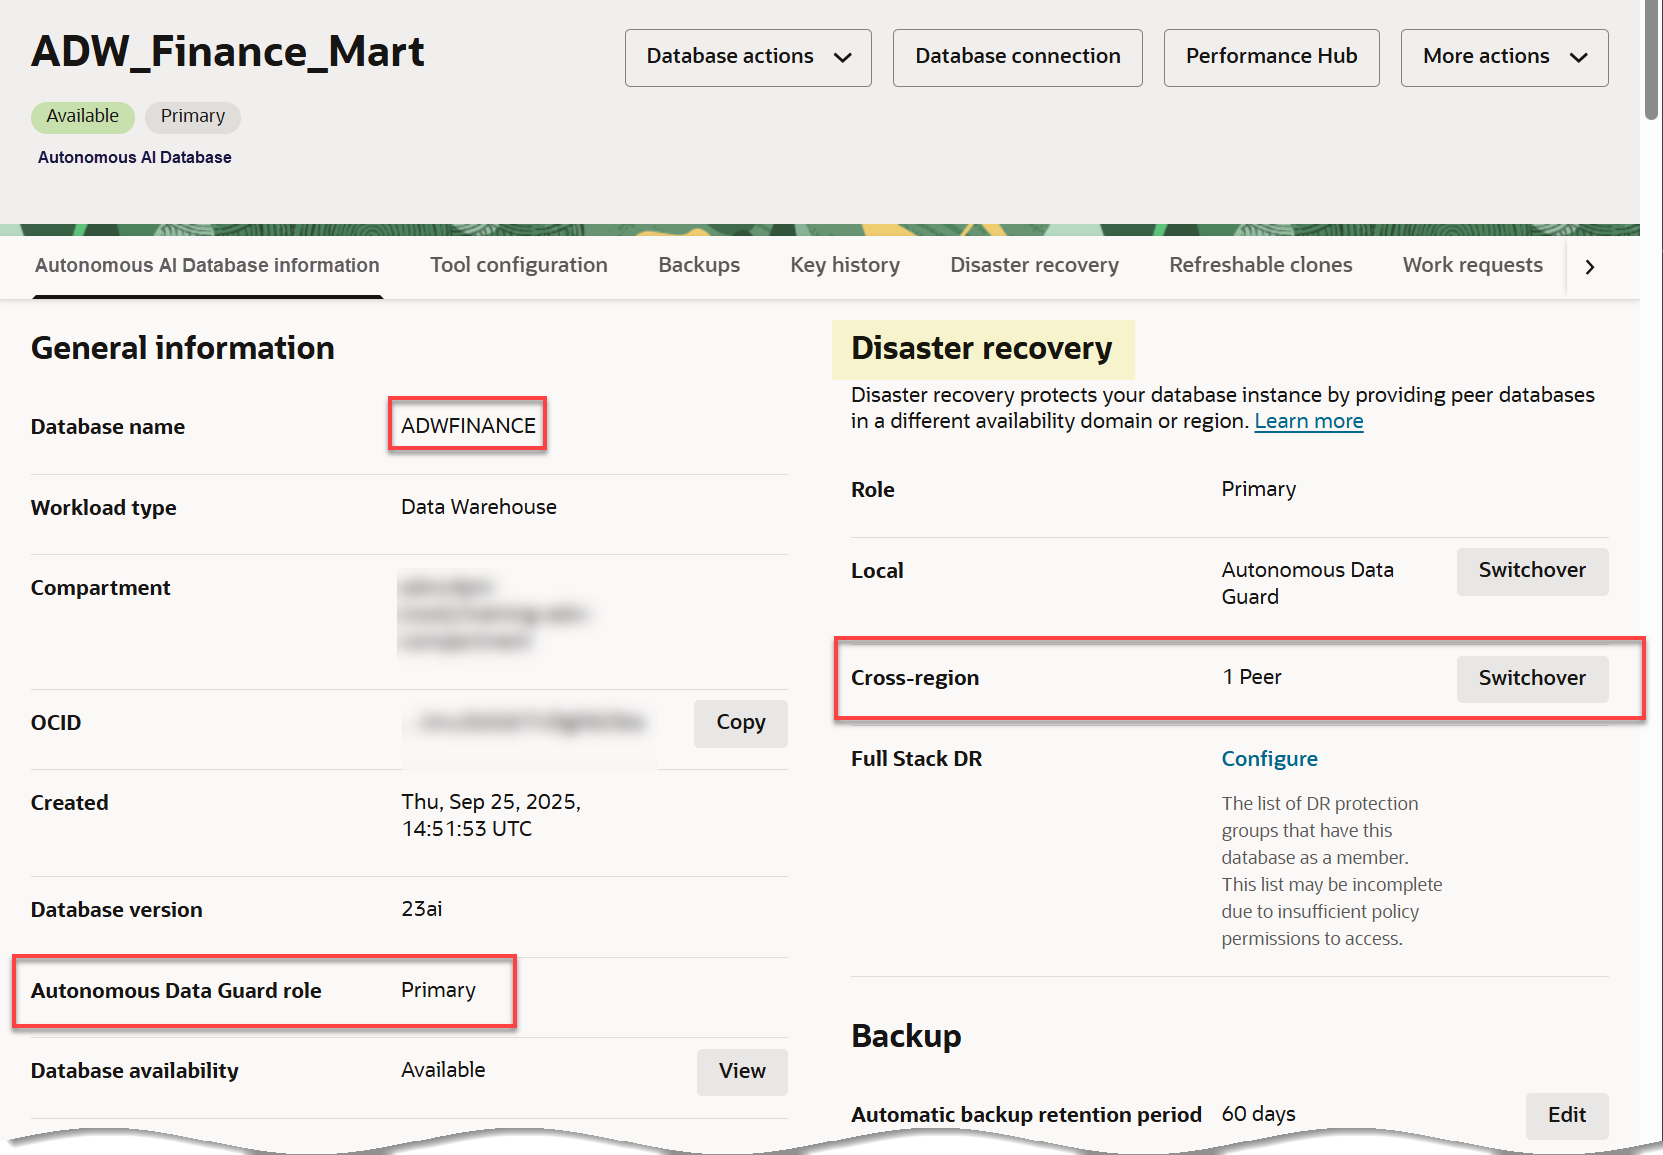 ADW_Finance_Mart
Database actions
Database connection
Performance Hub
More actions
Available
Primary
Autonomous AI Database
Autonomous AI Database information
Tool configuration
Backups
Key history
Disaster recovery
Refreshable clones
Work requests
General information
Database name
ADWFINANCE
Workload type
Data Warehouse
Compartment
OCID
Copy
Created
Thu, Sep 25, 2025,
14:51:53 UTC
Database version
23ai
Autonomous Data Guard role
Primary
Database availability
Available
View
Disaster recovery
Disaster recovery protects your database instance by providing peer databases
in a different availability domain or region. Learn more
Role
Primary
Local
Autonomous Data
Guard
Switchover
Cross-region
1 Peer
Switchover
Full Stack DR
Configure
The list of DR protection
groups that have this
database as a member.
This list may be incomplete
due to insufficient policy
permissions to access.
Backup
Automatic backup retention period
60 days
Edit